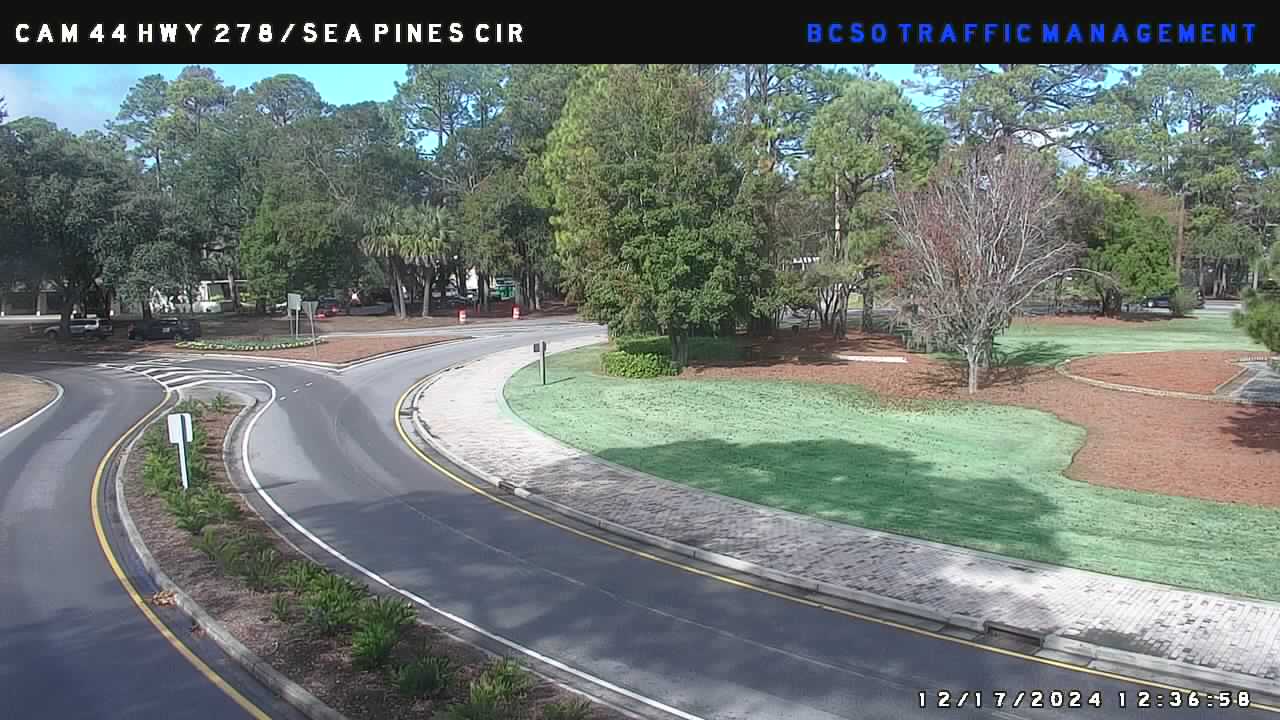 CAM 44 HWY 278/SEA PINES CIR
BCSO TRAFFIC MANAGEMENT
12/17/2024 12:36:58